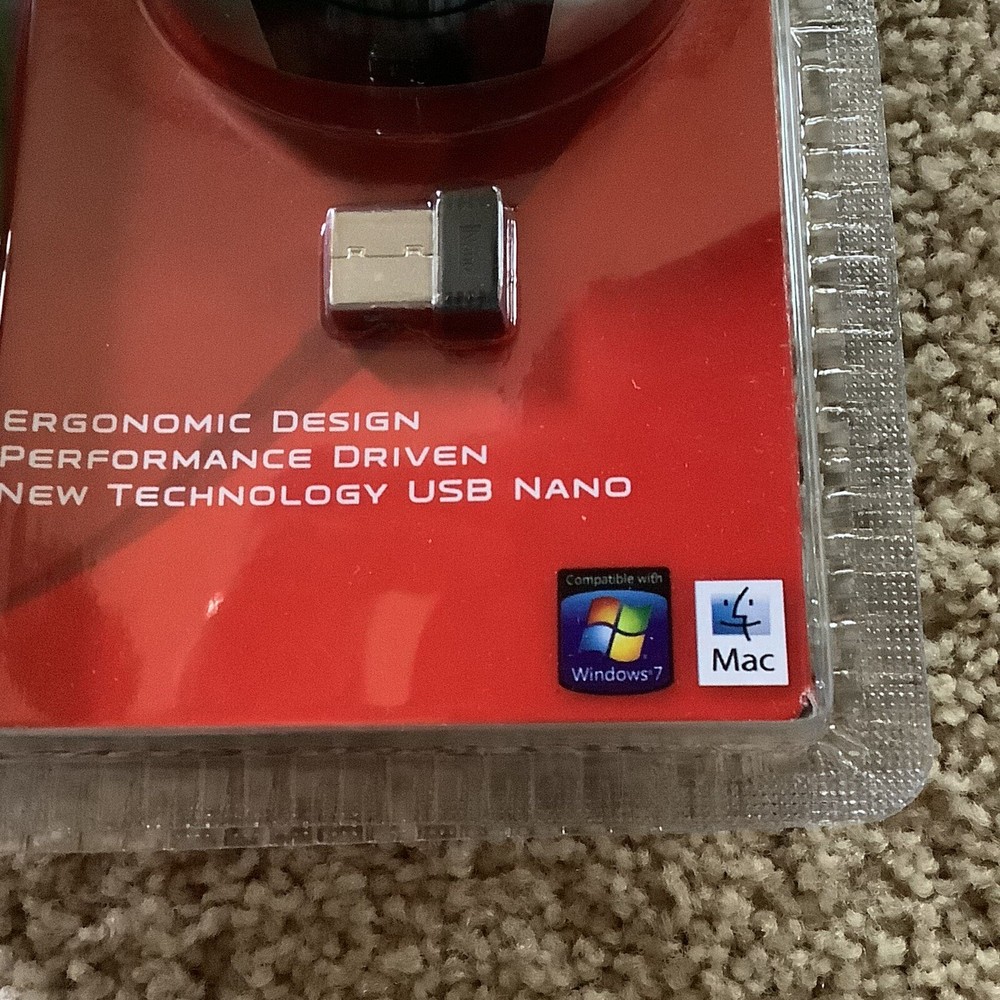 ERGONOMIC DESIGN
PERFORMANCE DRIVEN
NEW TECHNOLOGY USB NANO
Compatible with
Windows®7
Mac